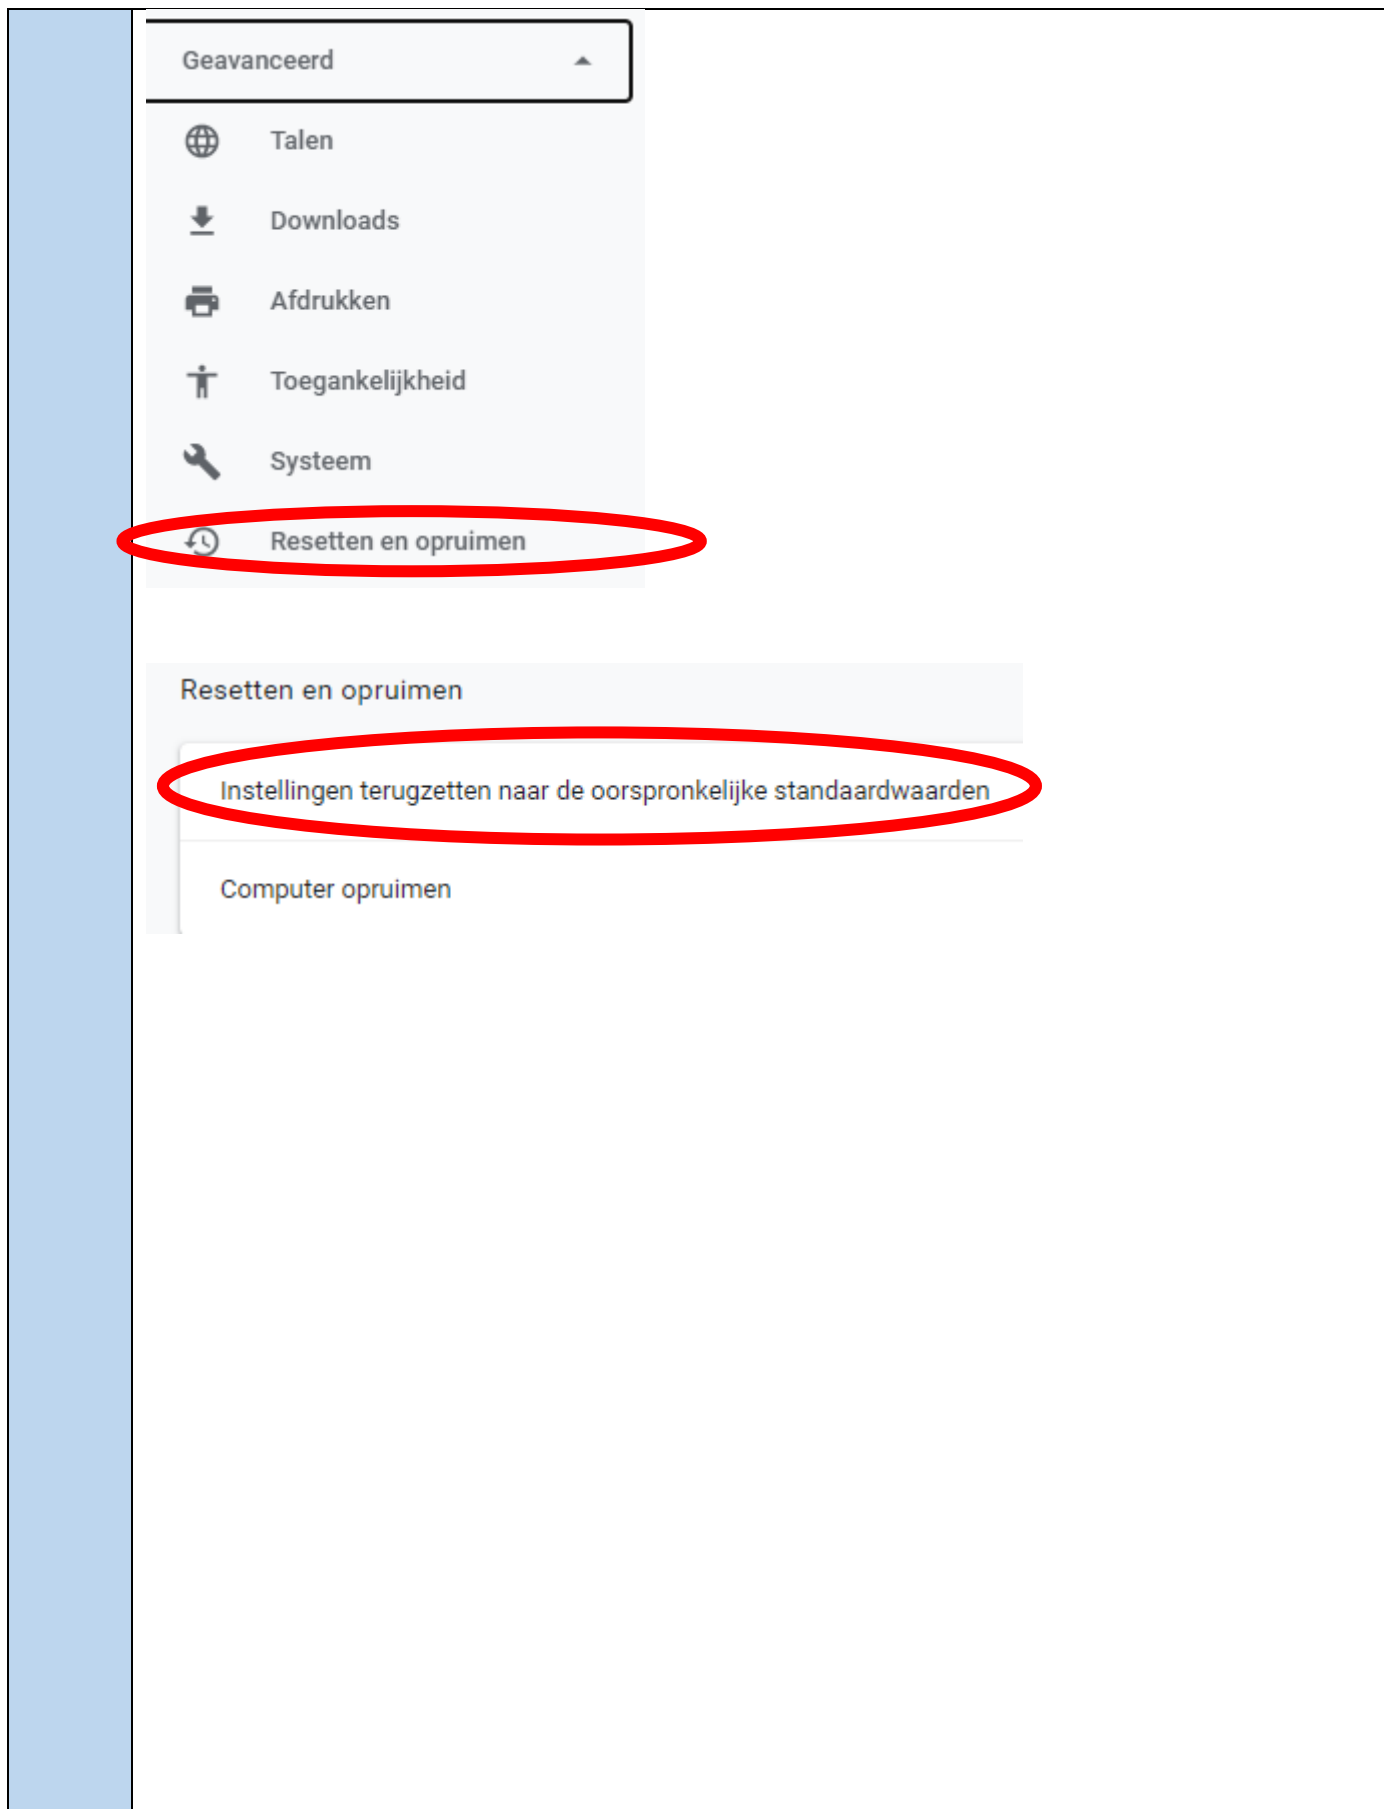 Geavanceerd
Talen
Downloads
Afdrukken
Toegankelijkheid
Systeem
Resetten en opruimen
Resetten en opruimen
Instellingen terugzetten naar de oorspronkelijke standaardwaarden
Computer opruimen